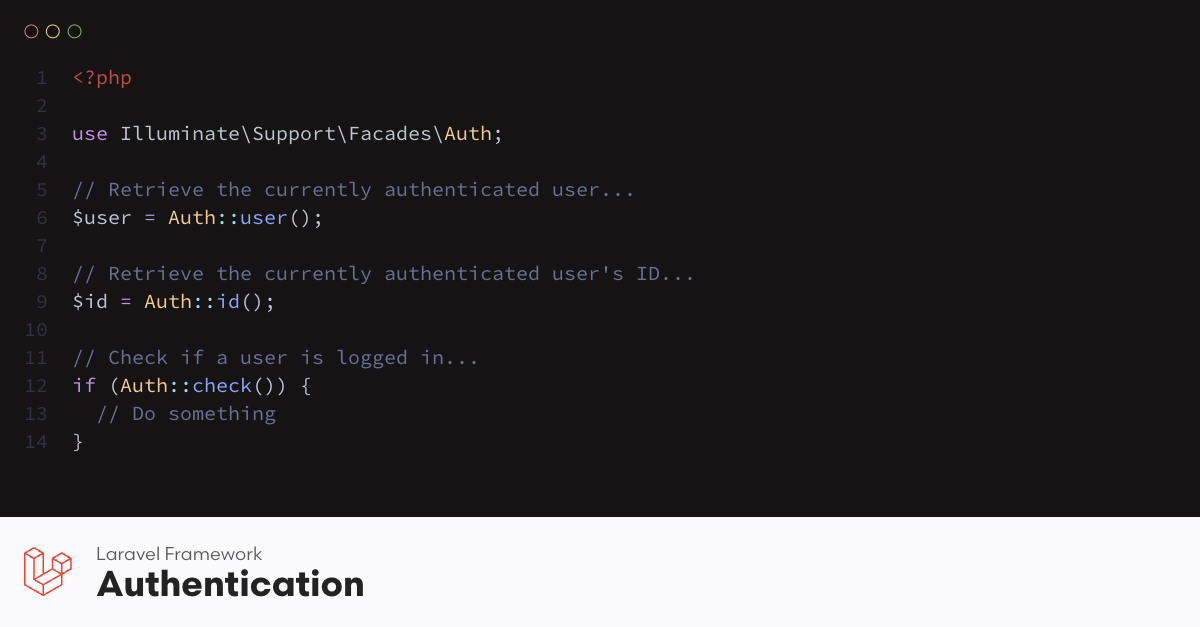 1 <?php
2
3 use Illuminate\Support\Facades\Auth;
4
5 // Retrieve the currently authenticated user...
6 $user = Auth::user();
7
8 // Retrieve the currently authenticated user's ID...
9 $id = Auth::id();
10
11 // Check if a user is logged in...
12 if (Auth::check()) {
13   // Do something
14 }
Laravel Framework
Authentication